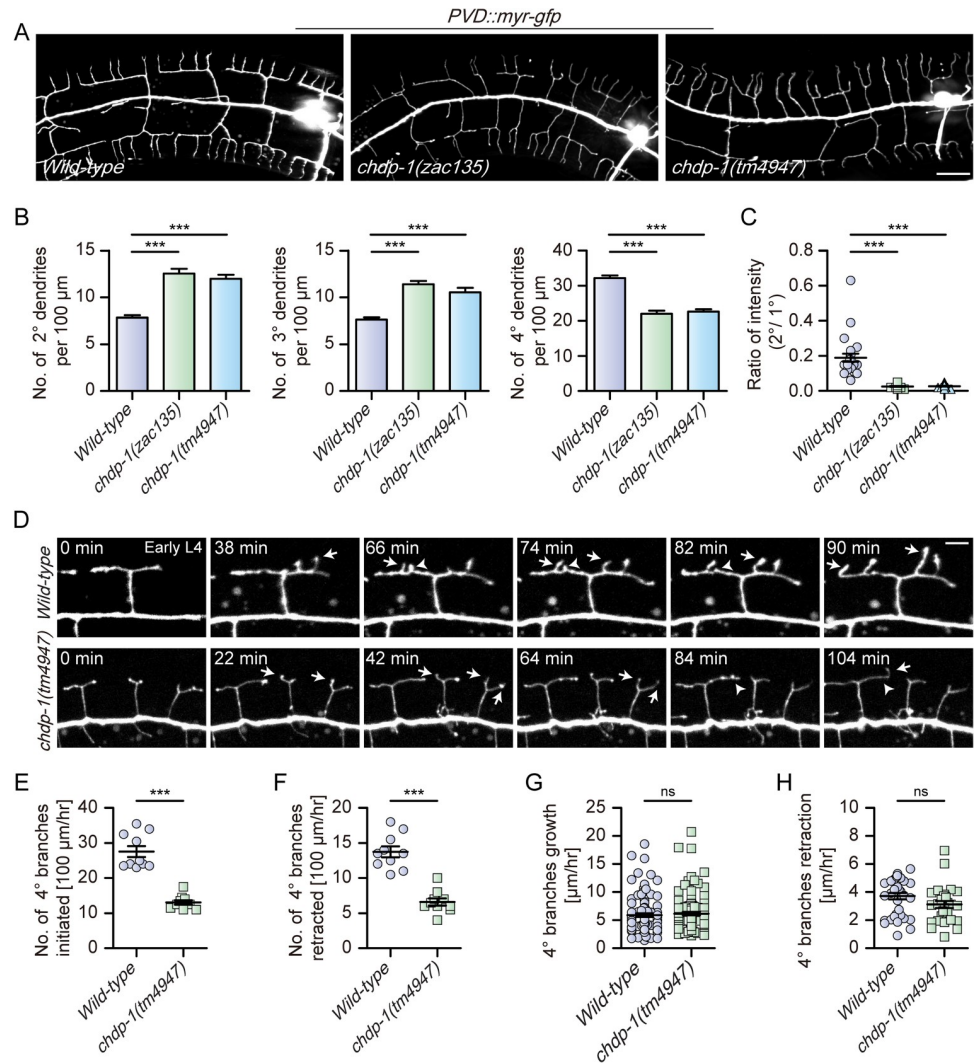 PVD::myr-gfp
A
Wild-type
chdp-1(zac135)
chdp-1(tm4947)
B
No. of 2° dendrites
per 100 µm
15
10
5
0
***
***
Wild-type
chdp-1(zac135)
chdp-1(tm4947)
No. of 3° dendrites
per 100 µm
15
10
5
0
***
***
Wild-type
chdp-1(zac135)
chdp-1(tm4947)
No. of 4° dendrites
per 100 µm
40
30
20
10
0
***
***
Wild-type
chdp-1(zac135)
chdp-1(tm4947)
C
Ratio of intensity
(2°/ 1°)
0.8
0.6
0.4
0.2
0.0
***
***
Wild-type
chdp-1(zac135)
chdp-1(tm4947)
D
Wild-type
0 min
Early L4
38 min
66 min
74 min
82 min
90 min
chdp-1(tm4947)
0 min
22 min
42 min
64 min
84 min
104 min
E
No. of 4° branches
initiated [100 µm/hr]
40
30
20
10
0
***
Wild-type
chdp-1(tm4947)
F
No. of 4° branches
retracted [100 µm/hr]
20
15
10
5
0
***
Wild-type
chdp-1(tm4947)
G
4° branches growth
[µm/hr]
25
20
15
10
5
0
ns
Wild-type
chdp-1(tm4947)
H
4° branches retraction
[µm/hr]
10
8
6
4
2
0
ns
Wild-type
chdp-1(tm4947)